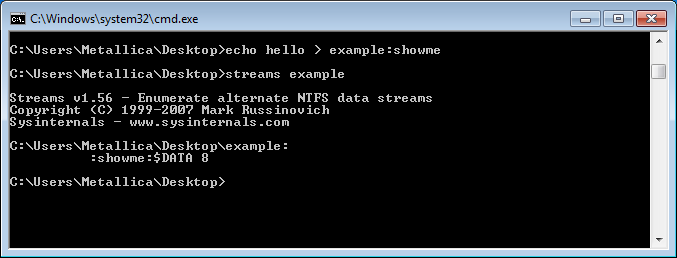 C:\Windows\system32\cmd.exe
C:\Users\Metallica\Desktop>echo hello > example:showme
C:\Users\Metallica\Desktop>streams example
Streams v1.56 - Enumerate alternate NTFS data streams
Copyright (C) 1999-2007 Mark Russinovich
Sysinternals - www.sysinternals.com
C:\Users\Metallica\Desktop\example:
:showme:$DATA 8
C:\Users\Metallica\Desktop>